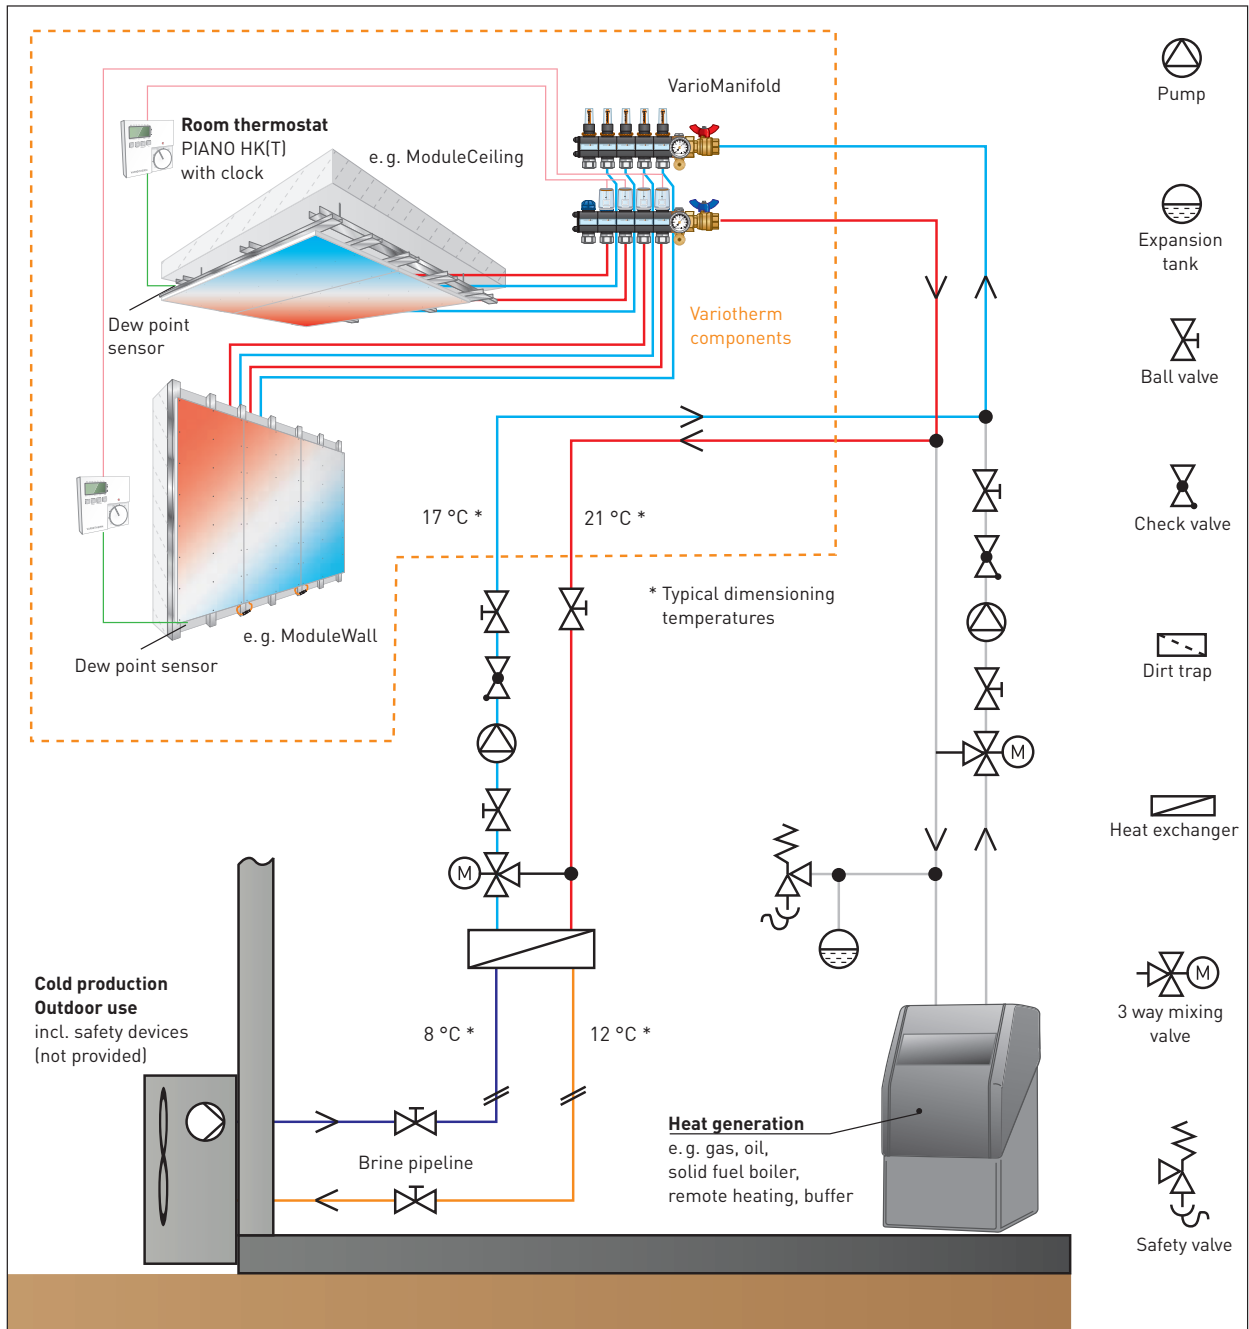 VarioManifold
Room thermostat
PIANO HK(T)
with clock
e.g. ModuleCeiling
Dew point
sensor
Variotherm
components
17 °C *
21 °C *
* Typical dimensioning
temperatures
e.g. ModuleWall
Dew point sensor
M
M
Cold production
Outdoor use
incl. safety devices
(not provided)
8 °C *
12 °C *
Brine pipeline
Heat generation
e.g. gas, oil,
solid fuel boiler,
remote heating, buffer
Pump
Expansion
tank
Ball valve
Check valve
Dirt trap
Heat exchanger
M
3 way mixing
valve
Safety valve